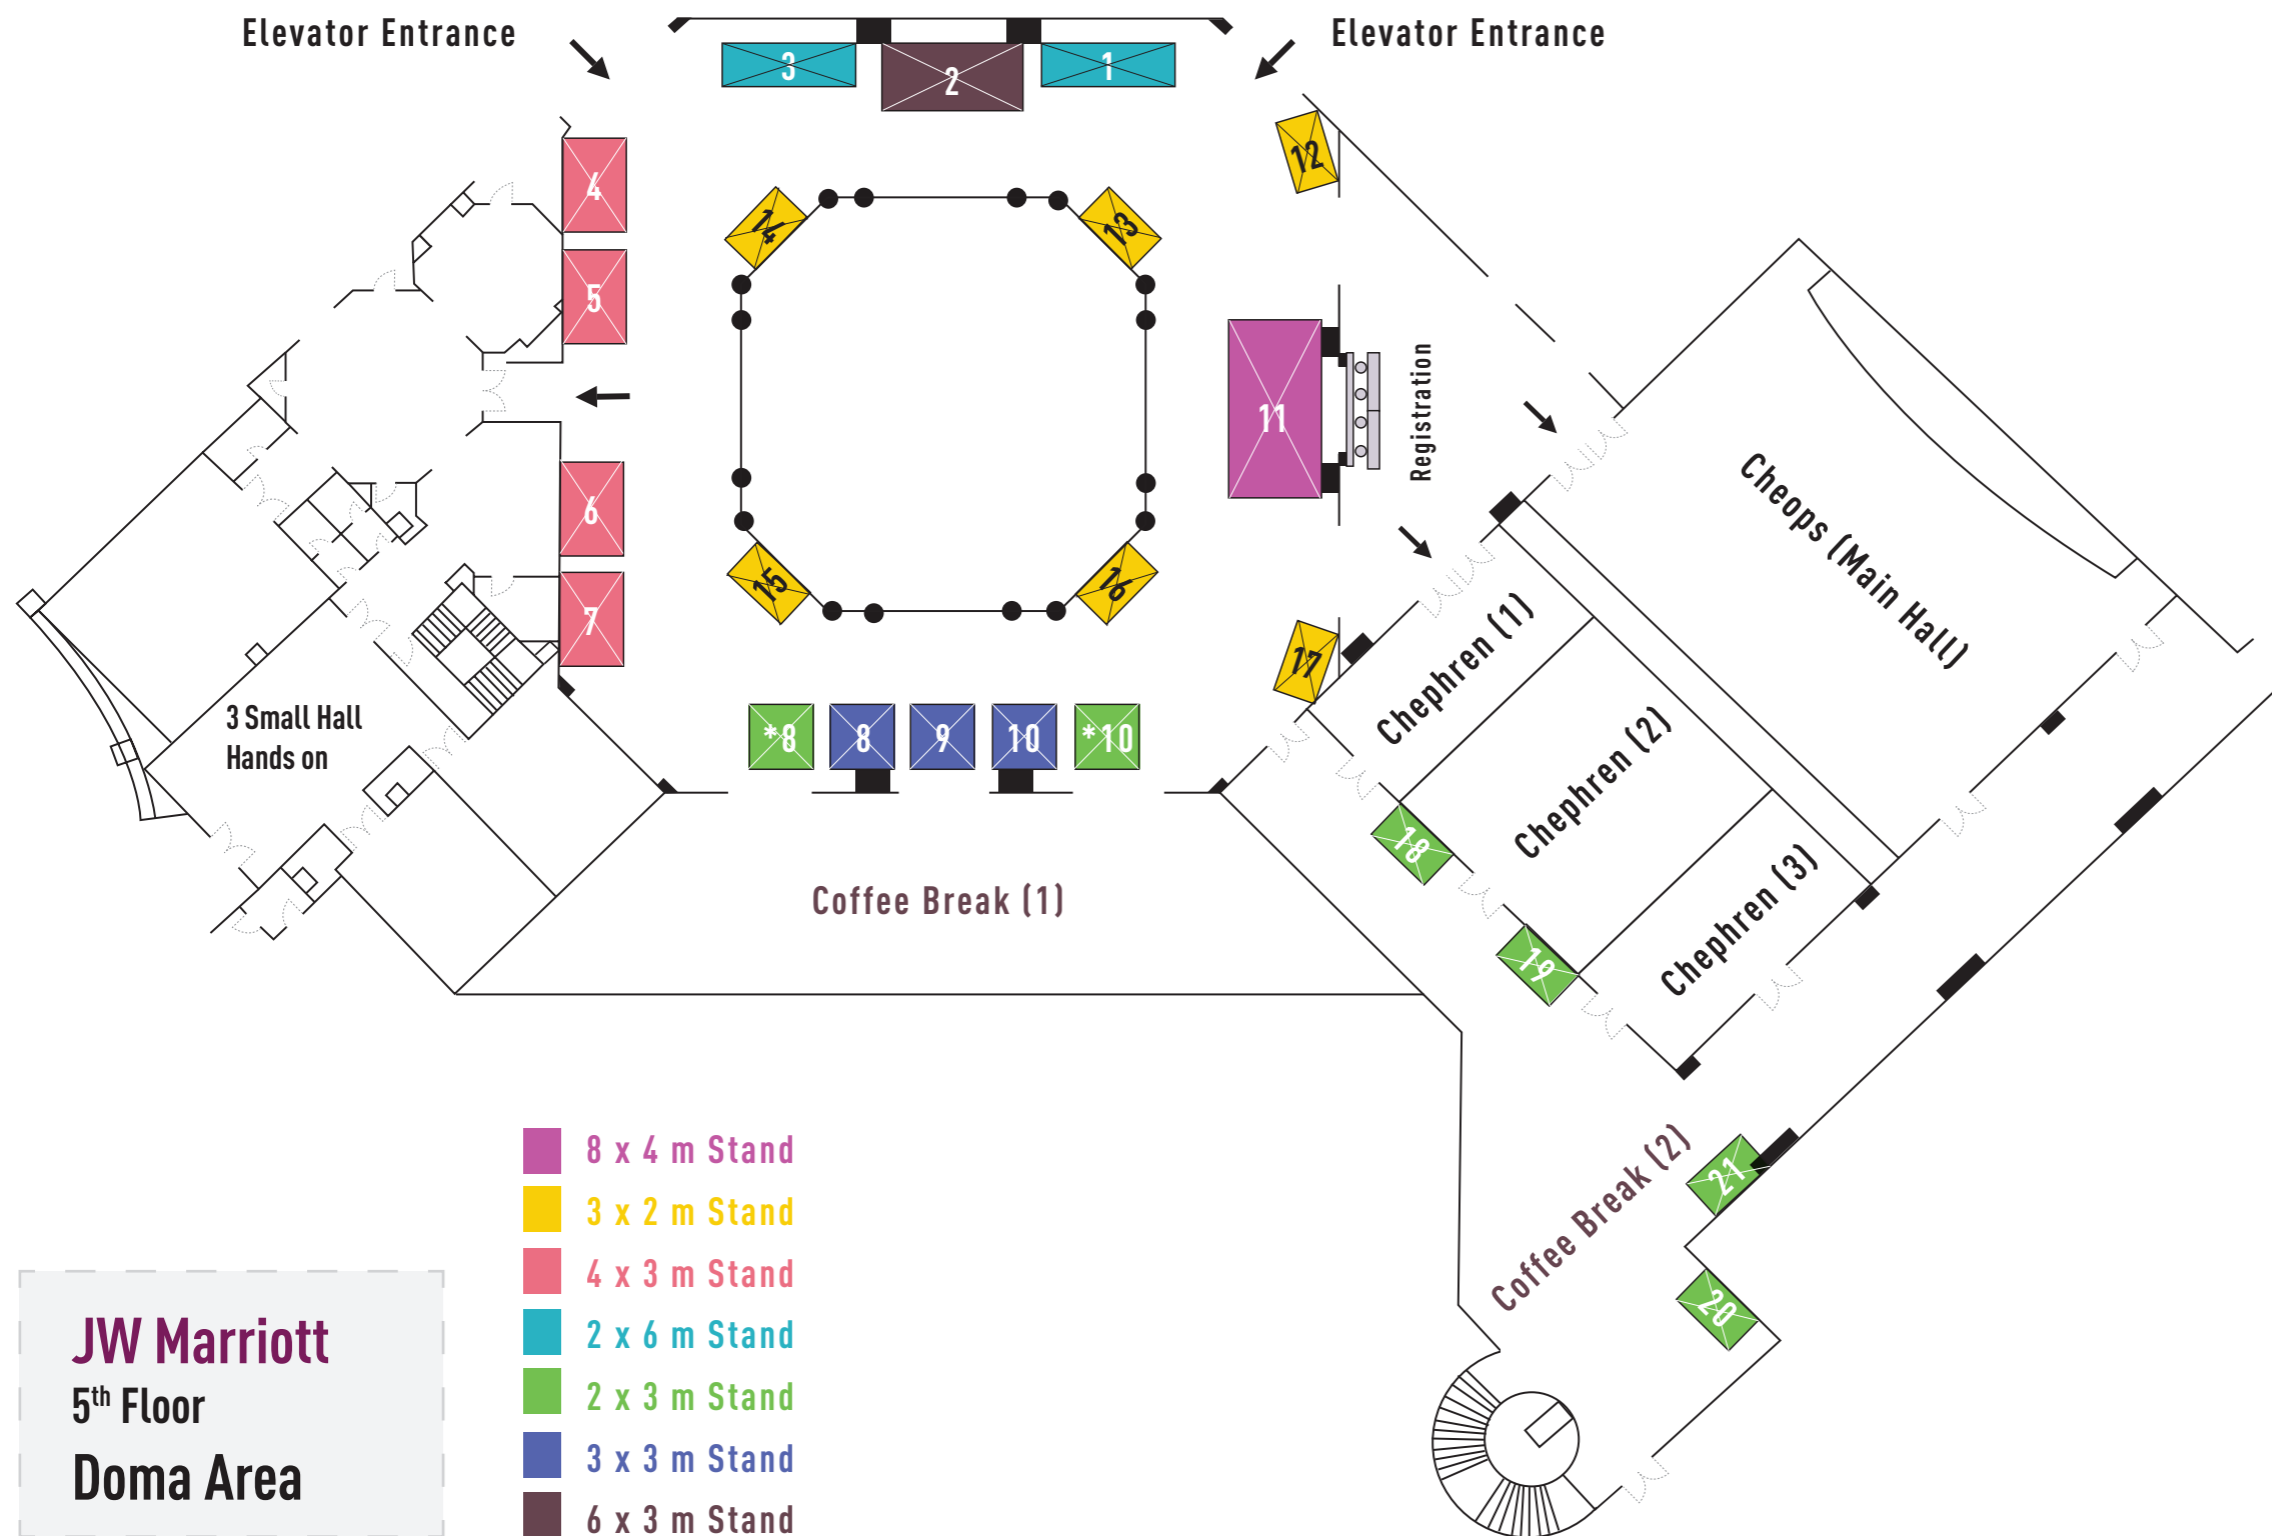 Elevator Entrance
Elevator Entrance
3
2
1
12
4
14
13
5
11
Registration
6
15
16
7
17
Cheops (Main Hall)
Chephren (1)
Chephren (2)
Chephren (3)
3 Small Hall
Hands on
*8
8
9
10
*10
18
19
Coffee Break (1)
Coffee Break (2)
21
20
8 x 4 m Stand
3 x 2 m Stand
4 x 3 m Stand
2 x 6 m Stand
2 x 3 m Stand
3 x 3 m Stand
6 x 3 m Stand
JW Marriott
5th Floor
Doma Area